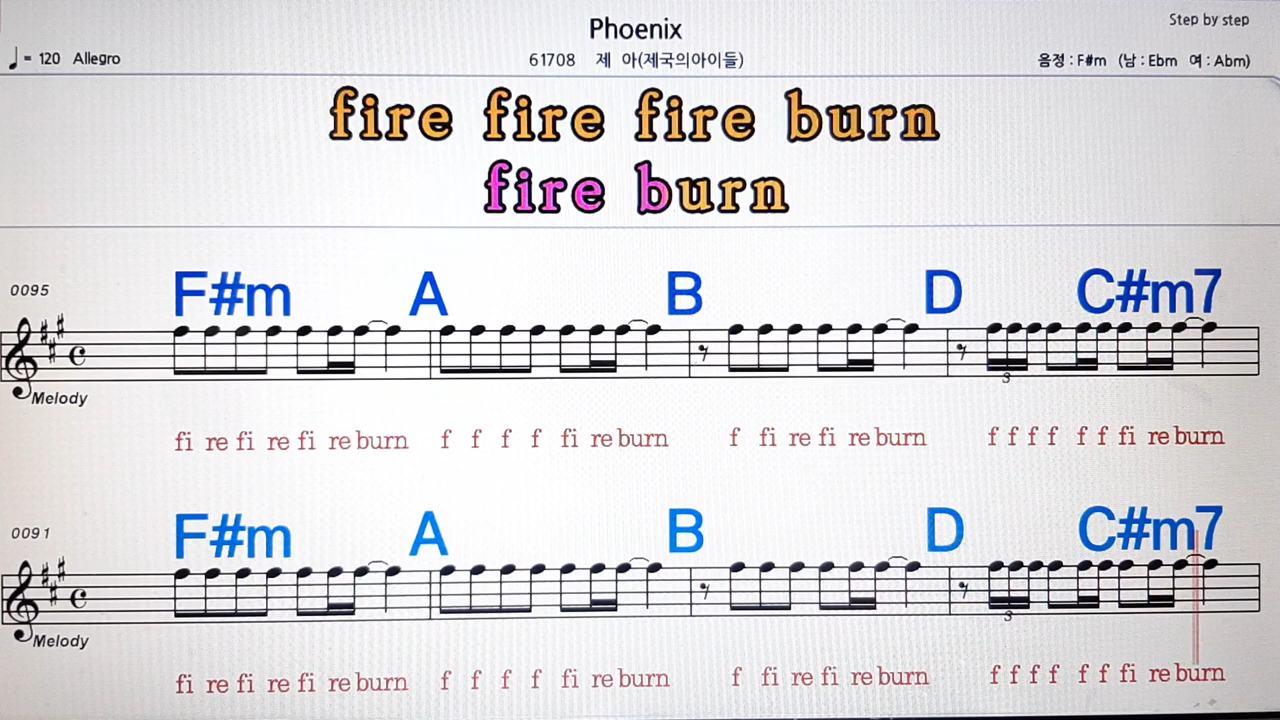 Phoenix
Step by step
♩ = 120 Allegro
61708 제 아(제국의아이들)
음정 : F#m (남 : Ebm 여 : Abm)
fire fire fire burn
fire burn
0095
F#m A B D C#m7
3
Melody
fi re fi re fi re burn f f f f fi re burn f fi re fi re burn f f f f f f fi re burn
0091
F#m A B D C#m7
3
Melody
fi re fi re fi re burn f f f f fi re burn f fi re fi re burn f f f f f f fi re burn